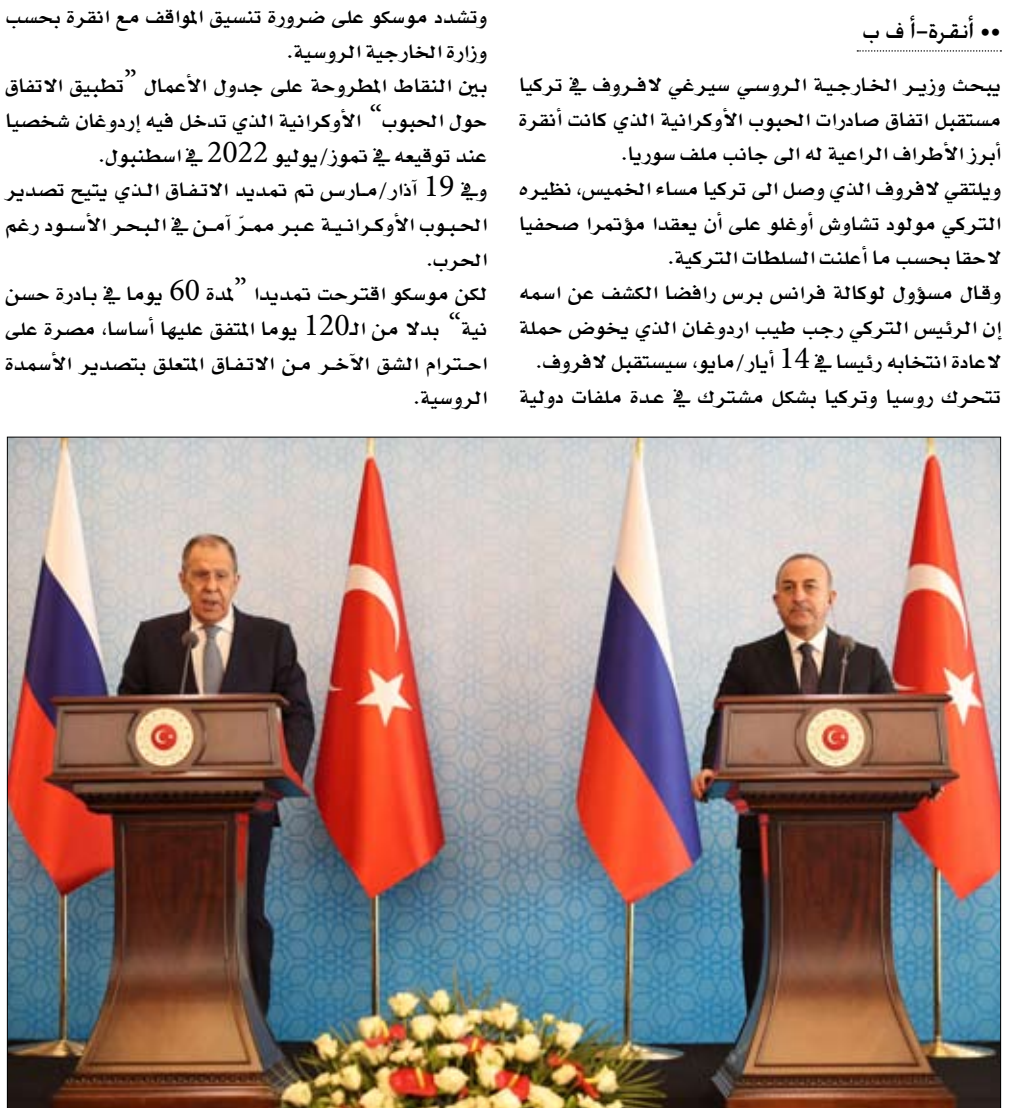 •• أنقرة-أ ف ب
يبحث وزير الخارجية الروسي سيرغي لافروف في تركيا
مستقبل اتفاق صادرات الحبوب الأوكرانية الذي كانت أنقرة
أبرز الأطراف الراعية له الى جانب ملف سوريا.
ويلتقي لافروف الذي وصل الى تركيا مساء الخميس، نظيره
التركي مولود تشاوش أوغلو على أن يعقدا مؤتمرا صحفيا
لاحقا بحسب ما أعلنت السلطات التركية.
وقال مسؤول لوكالة فرانس برس رافضا الكشف عن اسمه
إن الرئيس التركي رجب طيب اردوغان الذي يخوض حملة
لاعادة انتخابه رئيسا في 14 أيار/مايو، سيستقبل لافروف.
تتحرك روسيا وتركيا بشكل مشترك في عدة ملفات دولية
وتشدد موسكو على ضرورة تنسيق المواقف مع انقرة بحسب
وزارة الخارجية الروسية.
بين النقاط المطروحة على جدول الأعمال ”تطبيق الاتفاق
حول الحبوب“ الأوكرانية الذي تدخل فيه إردوغان شخصيا
عند توقيعه في تموز/يوليو 2022 في اسطنبول.
وفي 19 آذار/مارس تم تمديد الاتفاق الذي يتيح تصدير
الحبوب الأوكرانية عبر ممرّ آمن في البحر الأسود رغم
الحرب.
لكن موسكو اقترحت تمديدا ”لمدة 60 يوما في بادرة حسن
نية“ بدلا من الـ120 يوما المتفق عليها أساسا، مصرة على
احترام الشق الآخر من الاتفاق المتعلق بتصدير الأسمدة
الروسية.